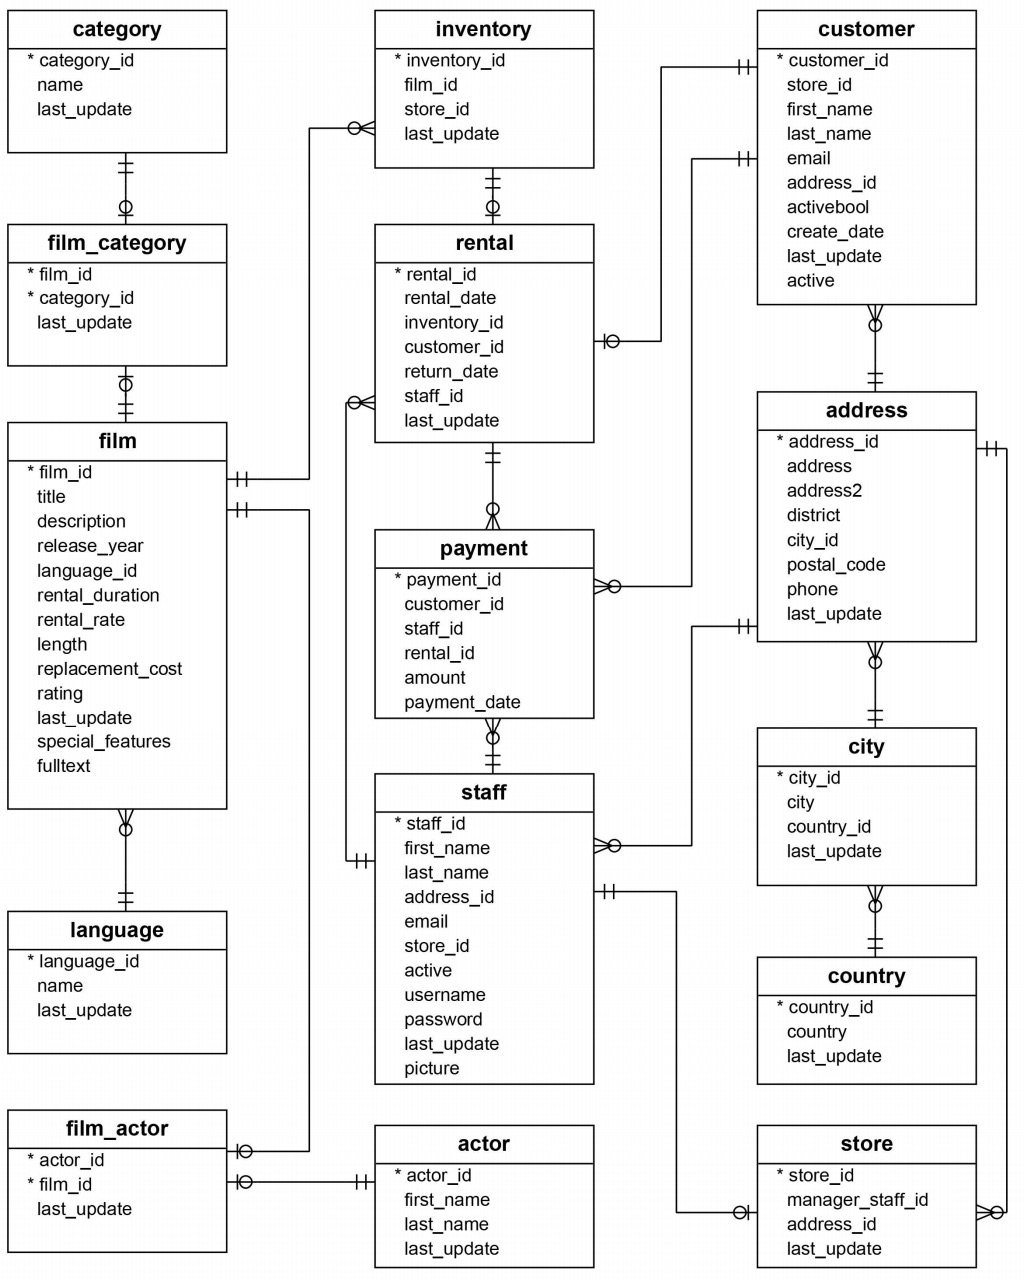 category
* category_id
name
last_update
film_category
* film_id
* category_id
last_update
film
* film_id
title
description
release_year
language_id
rental_duration
rental_rate
length
replacement_cost
rating
last_update
special_features
fulltext
language
* language_id
name
last_update
film_actor
* actor_id
* film_id
last_update
inventory
* inventory_id
film_id
store_id
last_update
rental
* rental_id
rental_date
inventory_id
customer_id
return_date
staff_id
last_update
payment
* payment_id
customer_id
staff_id
rental_id
amount
payment_date
staff
* staff_id
first_name
last_name
address_id
email
store_id
active
username
password
last_update
picture
actor
* actor_id
first_name
last_name
last_update
customer
* customer_id
store_id
first_name
last_name
email
address_id
activebool
create_date
last_update
active
address
* address_id
address
address2
district
city_id
postal_code
phone
last_update
city
* city_id
city
country_id
last_update
country
* country_id
country
last_update
store
* store_id
manager_staff_id
address_id
last_update